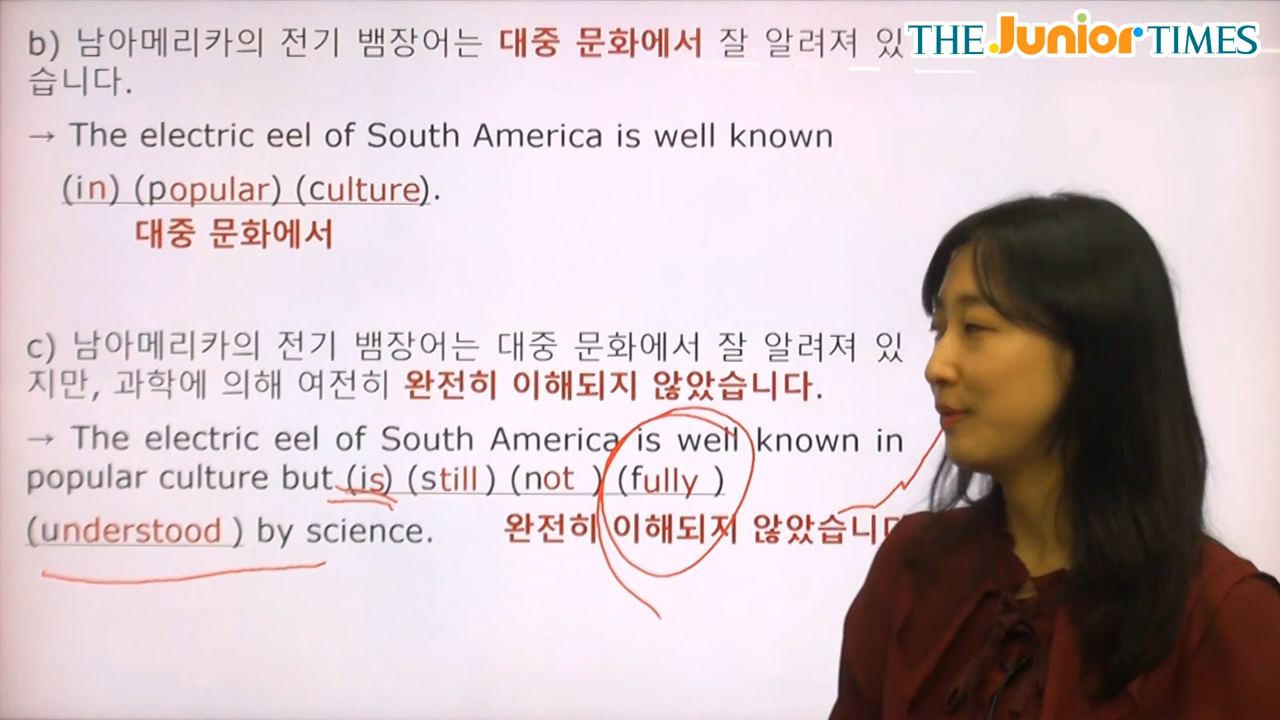 THE Junior TIMES
b) 남아메리카의 전기 뱀장어는 대중 문화에서 잘 알려져 있
습니다.
→ The electric eel of South America is well known
(in) (popular) (culture).
대중 문화에서
c) 남아메리카의 전기 뱀장어는 대중 문화에서 잘 알려져 있
지만, 과학에 의해 여전히 완전히 이해되지 않았습니다.
→ The electric eel of South America is well known in
popular culture but (is) (still) (not ) (fully )
(understood ) by science.
완전히 이해되지 않았습니다